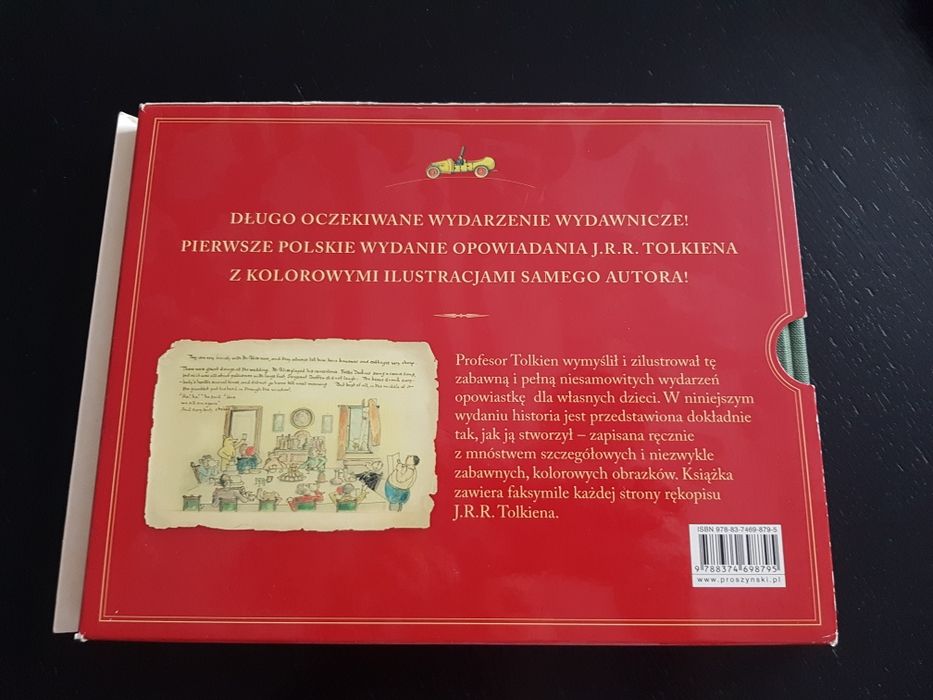 DŁUGO OCZEKIWANE WYDARZENIE WYDAWNICZE!
PIERWSZE POLSKIE WYDANIE OPOWIADANIA J.R.R. TOLKIENA
Z KOLOROWYMI ILUSTRACJAMI SAMEGO AUTORA!
Profesor Tolkien wymyślił i zilustrował tę
zabawną i pełną niesamowitych wydarzeń
opowiastkę dla własnych dzieci. W niniejszym
wydaniu historia jest przedstawiona dokładnie
tak, jak ją stworzył – zapisana ręcznie
z mnóstwem szczegółowych i niezwykle
zabawnych, kolorowych obrazków. Książka
zawiera faksymile każdej strony rękopisu
J.R.R. Tolkiena.
ISBN 978-83-7469-879-5
9 788374 698795
www.proszynski.pl